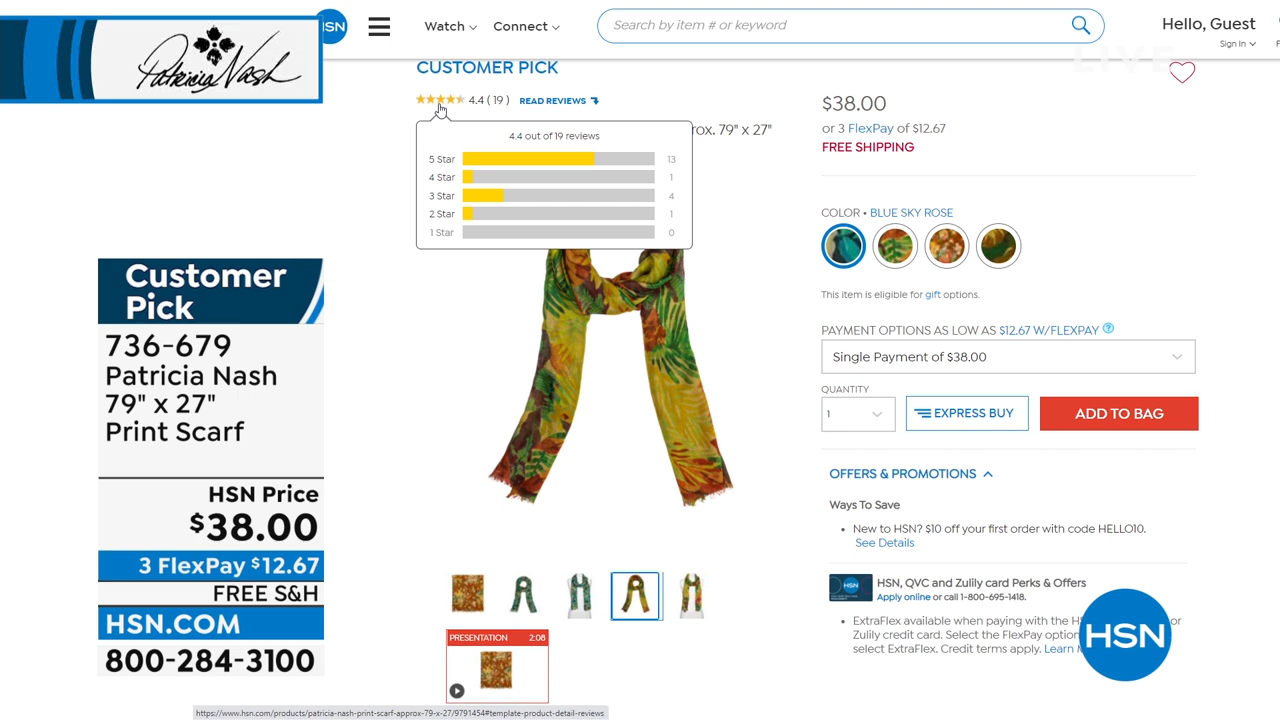 Patricia Nash
HSN
Watch
Connect
Search by item # or keyword
Hello, Guest
Sign In
LIVE
CUSTOMER PICK
4.4 ( 19 )
READ REVIEWS
rox. 79" x 27"
4.4 out of 19 reviews
5 Star 13
4 Star 1
3 Star 4
2 Star 1
1 Star 0
$38.00
or 3 FlexPay of $12.67
FREE SHIPPING
COLOR • BLUE SKY ROSE
This item is eligible for gift options.
PAYMENT OPTIONS AS LOW AS $12.67 W/FLEXPAY ?
Single Payment of $38.00
QUANTITY
1
EXPRESS BUY
ADD TO BAG
OFFERS & PROMOTIONS
Ways To Save
• New to HSN? $10 off your first order with code HELLO10.
See Details
HSN
HSN, QVC and Zulily card Perks & Offers
Apply online or call 1-800-695-1418.
• ExtraFlex available when paying with the H or
Zulily credit card. Select the FlexPay option
select ExtraFlex. Credit terms apply. Learn
HSN
Customer
Pick
736-679
Patricia Nash
79" x 27"
Print Scarf
HSN Price
$38.00
3 FlexPay $12.67
FREE S&H
HSN.COM
800-284-3100
PRESENTATION 2:08
https://www.hsn.com/products/patricia-nash-print-scarf-approx-79-x-27/9791454#template-product-detail-reviews